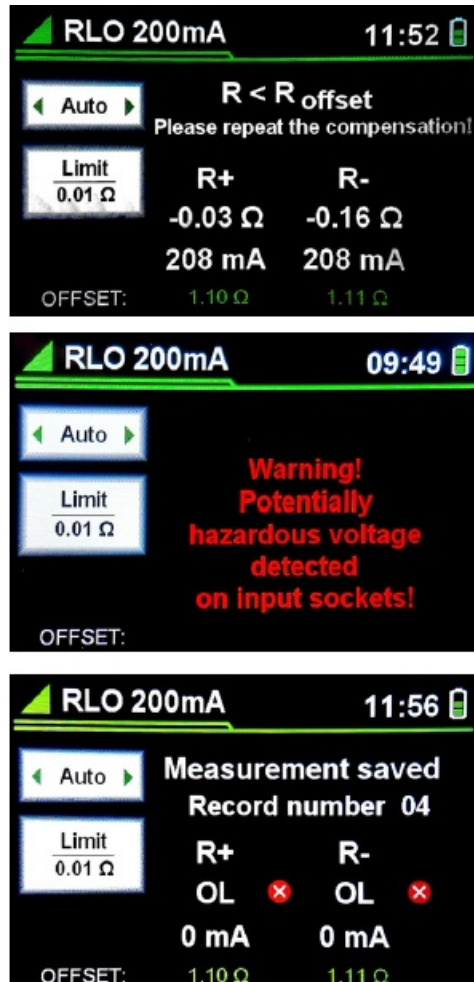 RLO 200mA 11:52
Auto
R < R offset
Please repeat the compensation!
Limit
0.01 Ω
R+ R-
-0.03 Ω -0.16 Ω
208 mA 208 mA
OFFSET: 1.10 Ω 1.11 Ω
RLO 200mA 09:49
Auto
Limit
0.01 Ω
Warning!
Potentially
hazardous voltage
detected
on input sockets!
OFFSET:
RLO 200mA 11:56
Auto
Measurement saved
Record number 04
Limit
0.01 Ω
R+ R-
OL OL
0 mA 0 mA
OFFSET: 1.10 Ω 1.11 Ω